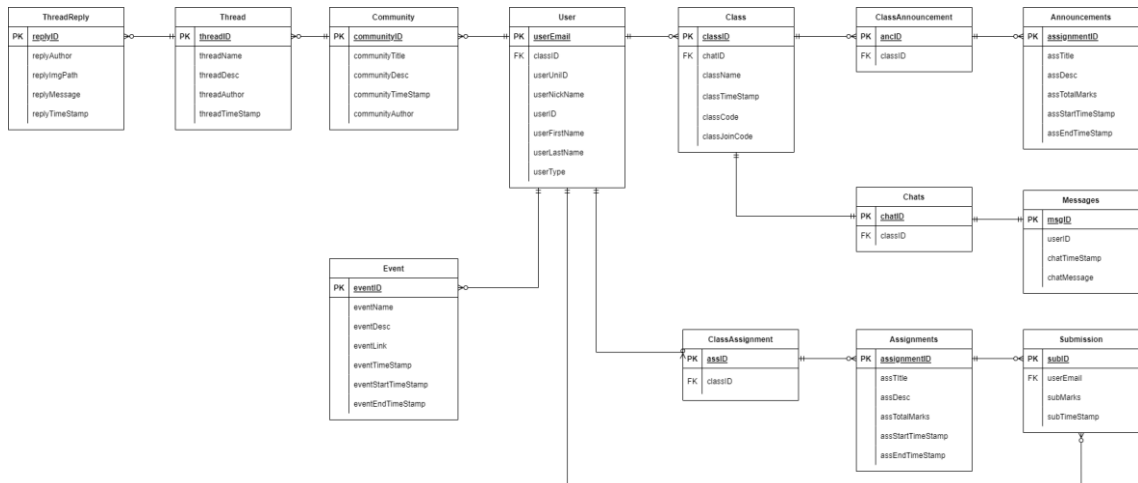 ThreadReply
PK replyID
replyAuthor
replyImgPath
replyMessage
replyTimeStamp
Thread
PK threadID
threadName
threadDesc
threadAuthor
threadTimeStamp
Community
PK communityID
communityTitle
communityDesc
communityTimeStamp
communityAuthor
User
PK userEmail
FK classID
userUniID
userNickName
userID
userFirstName
userLastName
userType
Class
PK classID
FK chatID
className
classTimeStamp
classCode
classJoinCode
ClassAnnouncement
PK ancID
FK classID
Announcements
PK assignmentID
assTitle
assDesc
assTotalMarks
assStartTimeStamp
assEndTimeStamp
Chats
PK chatID
FK classID
Messages
PK msgID
userID
chatTimeStamp
chatMessage
Event
PK eventID
eventName
eventDesc
eventLink
eventTimeStamp
eventStartTimeStamp
eventEndTimeStamp
ClassAssignment
PK assID
FK classID
Assignments
PK assignmentID
assTitle
assDesc
assTotalMarks
assStartTimeStamp
assEndTimeStamp
Submission
PK subID
FK userEmail
subMarks
subTimeStamp